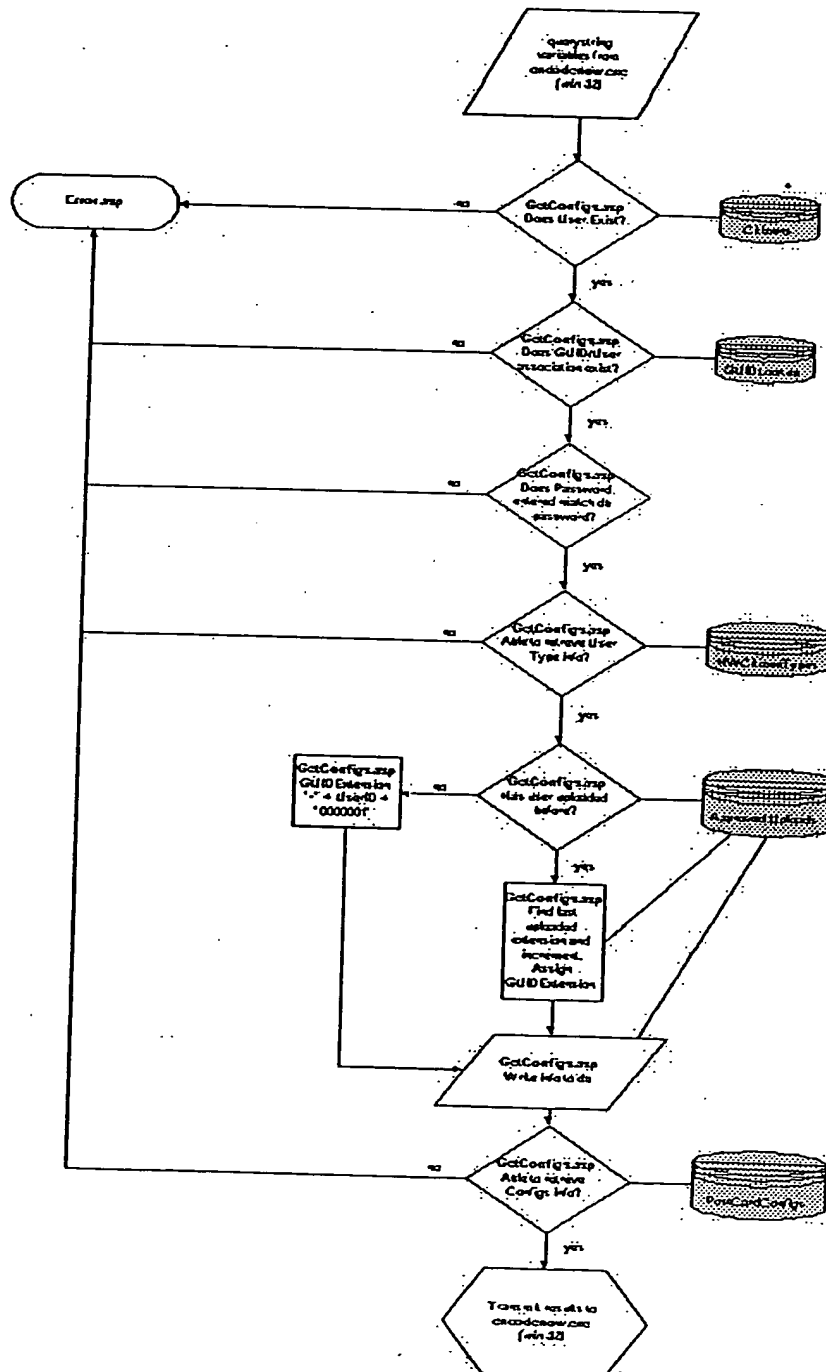 querystring
variables from
encodenow.exe
(win 32)
Error.asp
no
GetConfigs.asp
Does User Exist?
yes
no
GetConfigs.asp
Does GUID/User
association exist?
yes
no
GetConfigs.asp
Does Password
entered match db
password?
yes
no
GetConfigs.asp
Able to retrieve User
Type info?
yes
GetConfigs.asp
GUID Extension
"-" + UserID +
"000001"
no
GetConfigs.asp
Has user uploaded
before?
yes
GetConfigs.asp
Find last
uploaded
extension and
increment.
Assign
GUID Extension
GetConfigs.asp
Write info to db
no
GetConfigs.asp
Able to retrieve
Configs info?
yes
Transmit results to
encodenow.exe
(win 32)